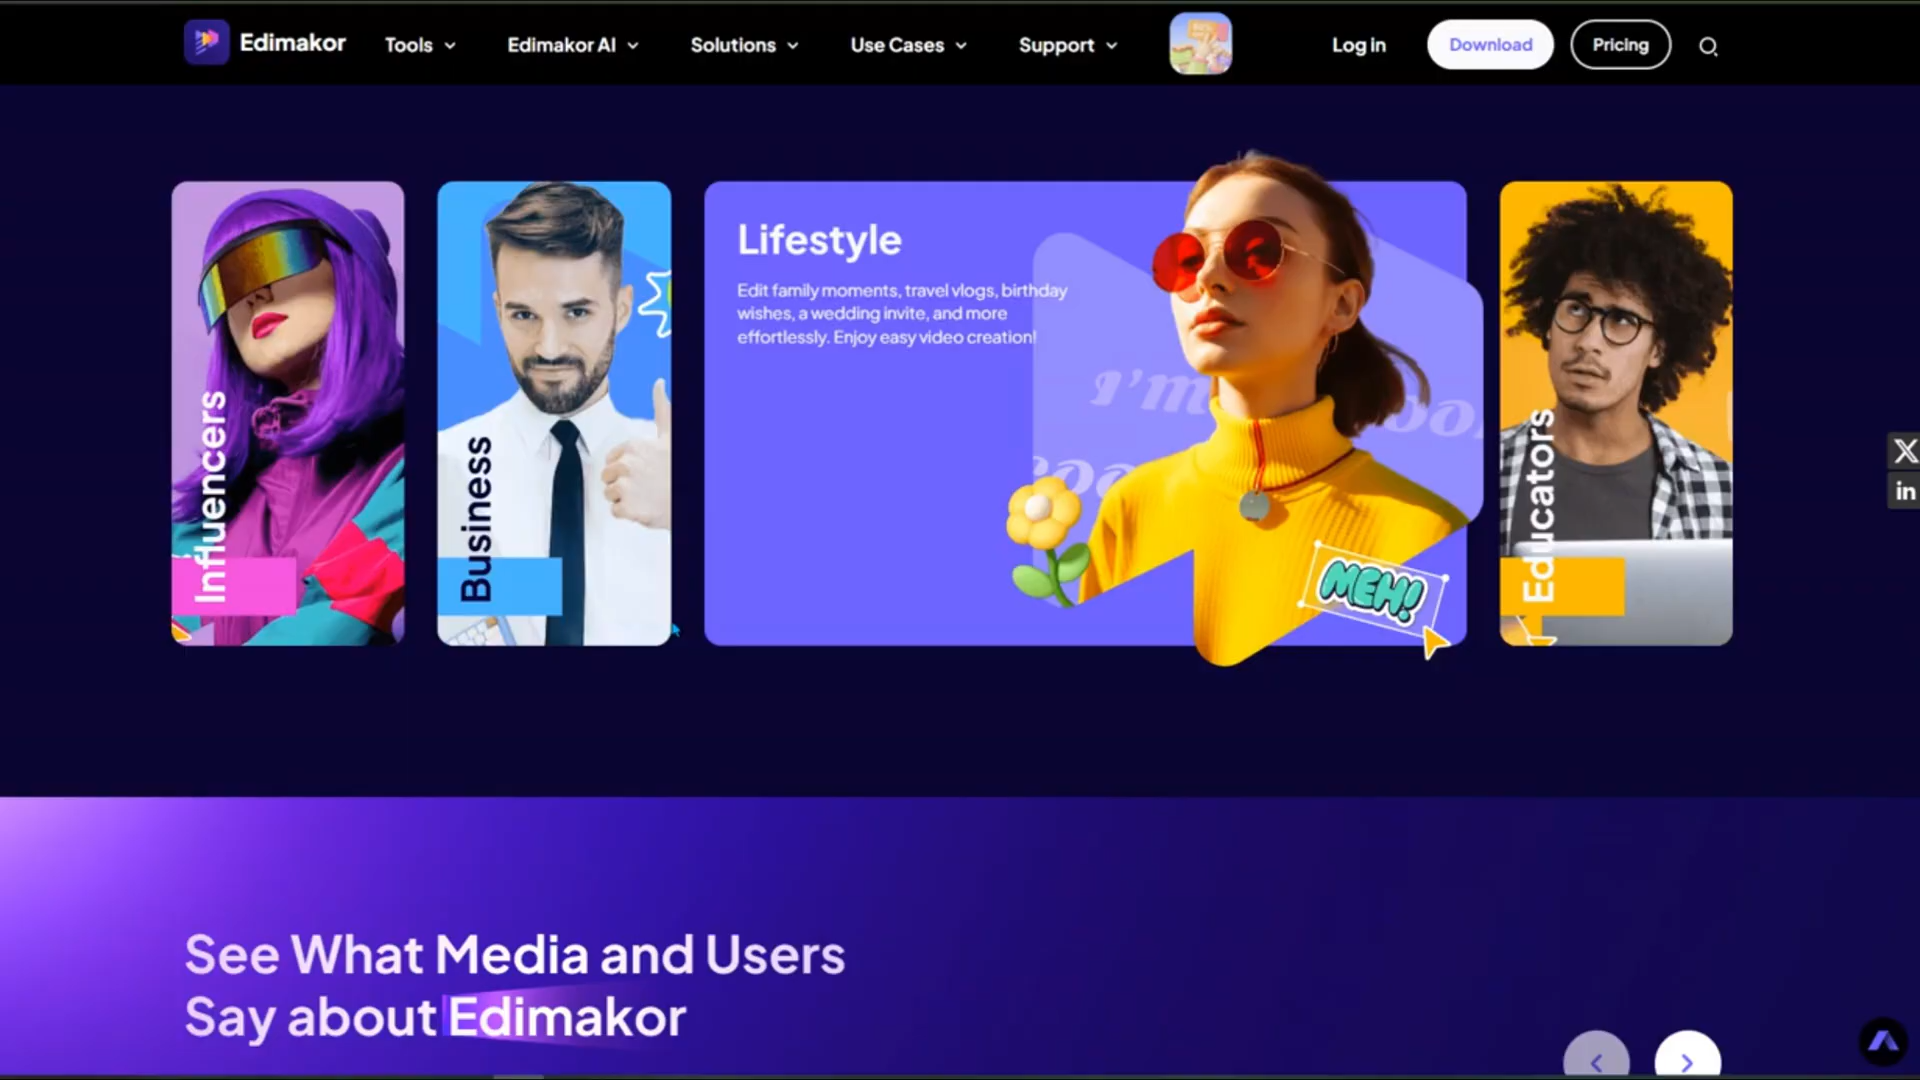 Edimakor
Tools
Edimakor AI
Solutions
Use Cases
Support
Log in
Download
Pricing
Influencers
Business
Lifestyle
Edit family moments, travel vlogs, birthday
wishes, a wedding invite, and more
effortlessly. Enjoy easy video creation!
I'm
MEH!
Educators
X
in
See What Media and Users
Say about Edimakor